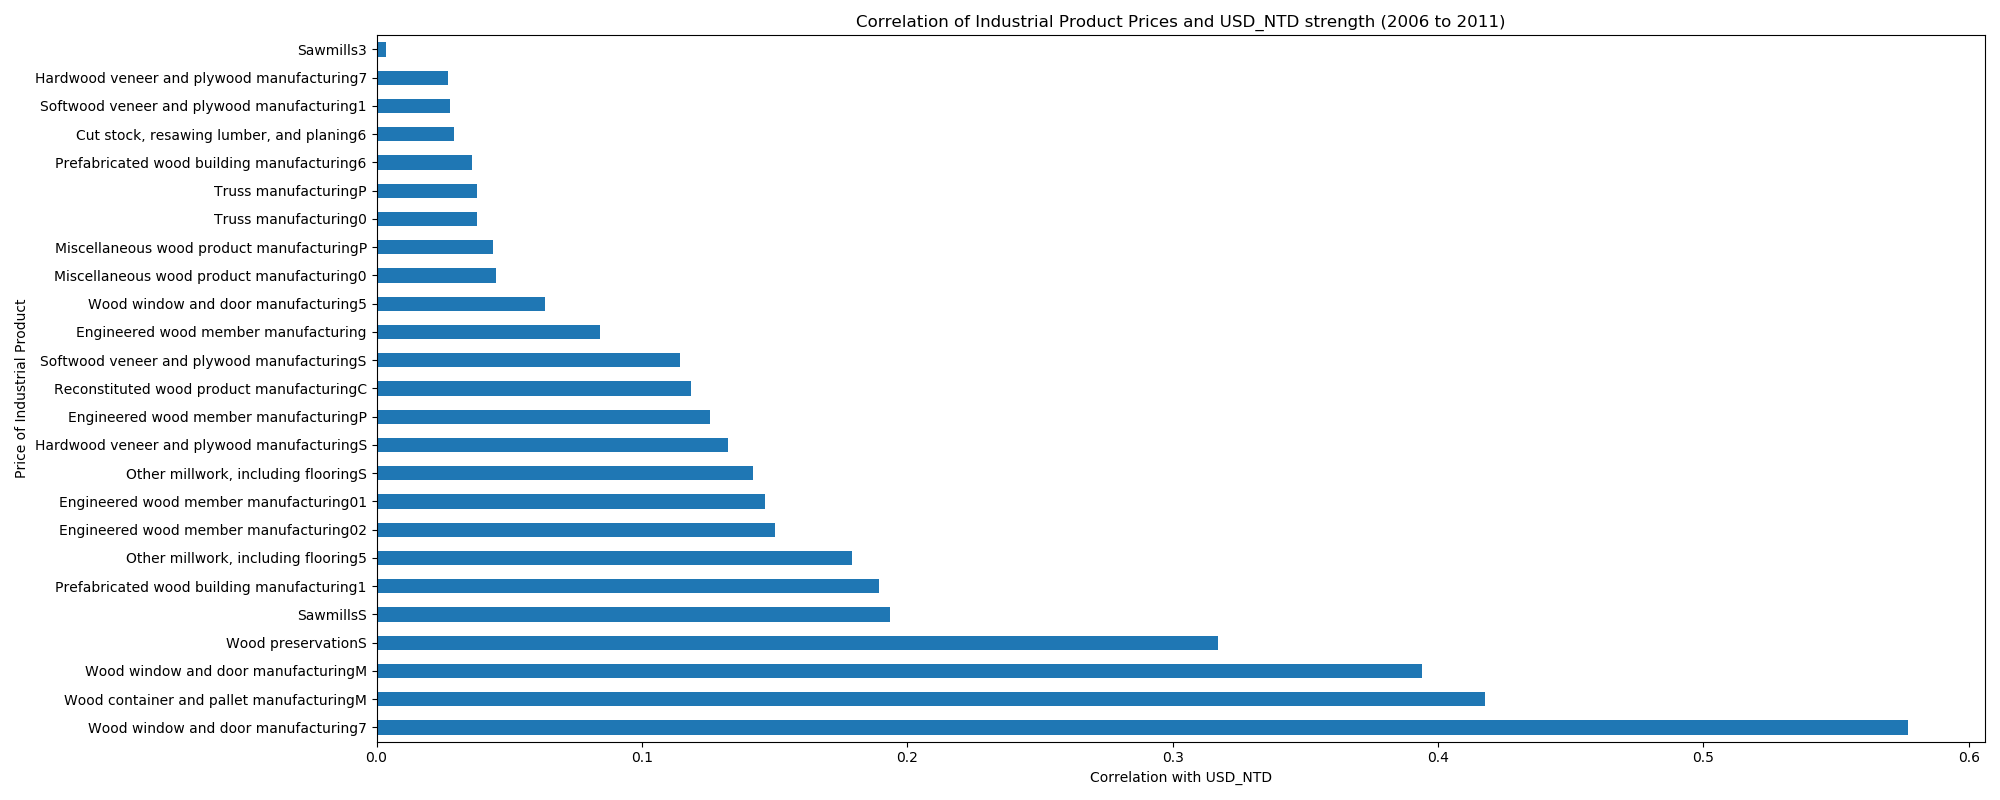 Correlation of Industrial Product Prices and USD_NTD strength (2006 to 2011)
Price of Industrial Product
Sawmills3
Hardwood veneer and plywood manufacturing7
Softwood veneer and plywood manufacturing1
Cut stock, resawing lumber, and planing6
Prefabricated wood building manufacturing6
Truss manufacturingP
Truss manufacturing0
Miscellaneous wood product manufacturingP
Miscellaneous wood product manufacturing0
Wood window and door manufacturing5
Engineered wood member manufacturing
Softwood veneer and plywood manufacturingS
Reconstituted wood product manufacturingC
Engineered wood member manufacturingP
Hardwood veneer and plywood manufacturingS
Other millwork, including flooringS
Engineered wood member manufacturing01
Engineered wood member manufacturing02
Other millwork, including flooring5
Prefabricated wood building manufacturing1
SawmillsS
Wood preservationS
Wood window and door manufacturingM
Wood container and pallet manufacturingM
Wood window and door manufacturing7
0.0 0.1 0.2 0.3 0.4 0.5 0.6
Correlation with USD_NTD